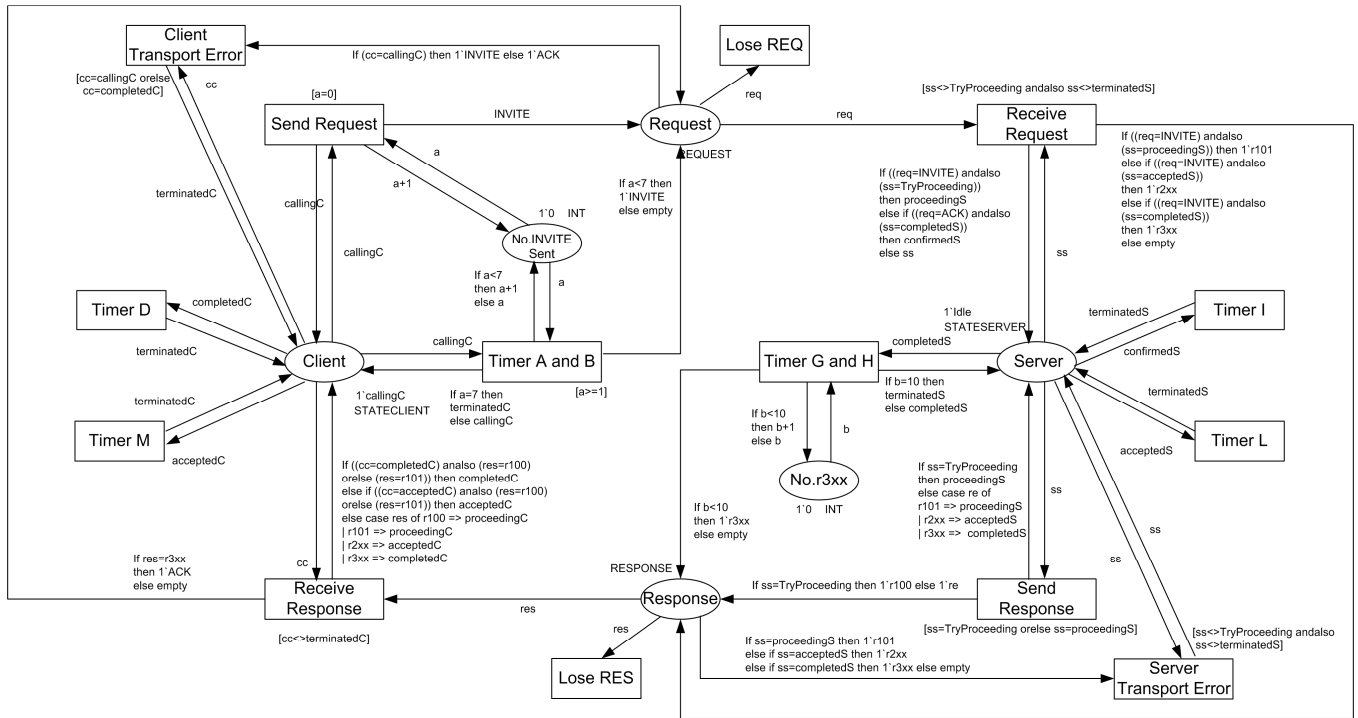 Client
Transport Error
If (cc=callingC) then 1`INVITE else 1`ACK
Lose REQ
[cc=callingC orelse
cc=completedC]
cc
[a=0]
Send Request
INVITE
Request
REQUEST
req
req
[ss<>TryProceeding andalso ss<>terminatedS]
Receive
Request
If ((req=INVITE) andalso
(ss=proceedingS)) then 1`r101
else if ((req=INVITE) andalso
(ss=acceptedS))
then 1`r2xx
else if ((req=INVITE) andalso
(ss=completedS))
then 1`r3xx
else empty
If ((req=INVITE) andalso
(ss=TryProceeding))
then proceedingS
else if ((req=ACK) andalso
(ss=completedS))
then confirmedS
else ss
ss
a
a+1
terminatedC
callingC
callingC
If a<7 then
1`INVITE
else empty
1`0 INT
No.INVITE
Sent
If a<7
then a+1
else a
a
Timer D
completedC
terminatedC
Client
callingC
Timer A and B
[a>=1]
1`callingC
STATECLIENT
If a=7 then
terminatedC
else callingC
terminatedC
Timer M
acceptedC
1`Idle
STATESERVER
completedS
Timer G and H
Server
terminatedS
Timer I
confirmedS
If b=10 then
terminatedS
else completedS
terminatedS
Timer L
acceptedS
If b<10
then b+1
else b
b
No.r3xx
1`0 INT
If ((cc=completedC) analso (res=r100)
orelse (res=r101)) then completedC
else if ((cc=acceptedC) analso (res=r100)
orelse (res=r101)) then acceptedC
else case res of r100 => proceedingC
| r101 => proceedingC
| r2xx => acceptedC
| r3xx => completedC
If ss=TryProceeding
then proceedingS
else case re of
r101 => proceedingS
| r2xx => acceptedS
| r3xx => completedS
ss
ss
If b<10
then 1`r3xx
else empty
If res=r3xx
then 1`ACK
else empty
cc
Receive
Response
[cc<>terminatedC]
res
RESPONSE
Response
If ss=TryProceeding then 1`r100 else 1`re
Send
Response
[ss=TryProceeding orelse ss=proceedingS]
ss
res
Lose RES
If ss=proceedingS then 1`r101
else if ss=acceptedS then 1`r2xx
else if ss=completedS then 1`r3xx else empty
[ss<>TryProceeding andalso
ss<>terminatedS]
Server
Transport Error